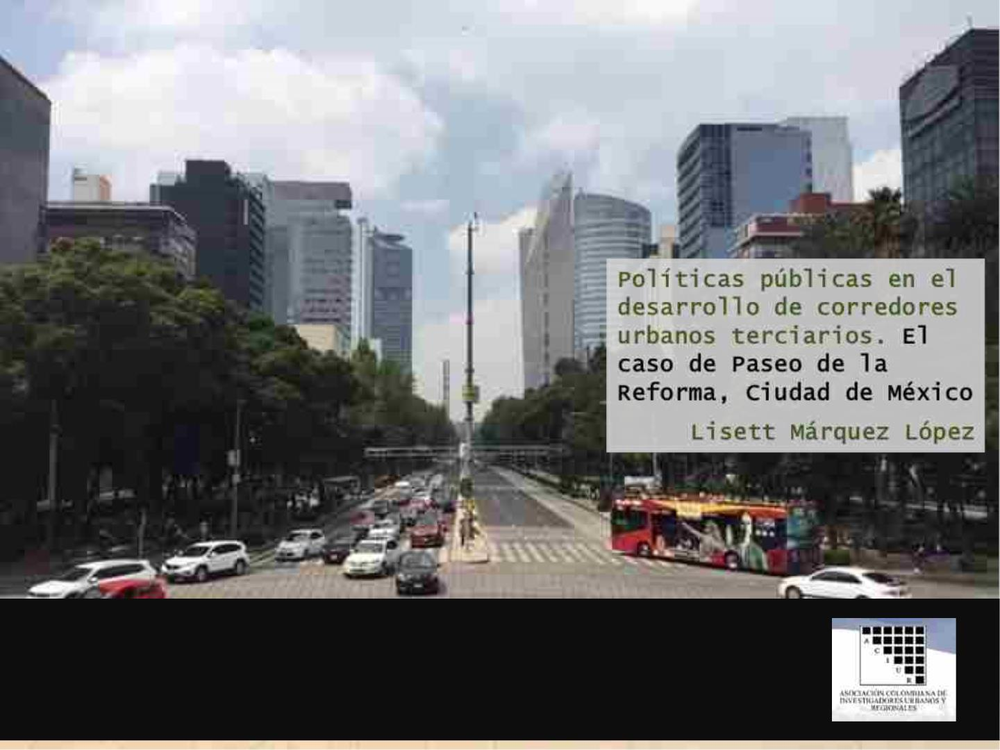 Políticas públicas en el
desarrollo de corredores
urbanos terciarios. El
caso de Paseo de la
Reforma, Ciudad de México
Lisett Márquez López
A
C
I
U
R
ASOCIACIÓN COLOMBIANA DE
INVESTIGADORES URBANOS Y
REGIONALES